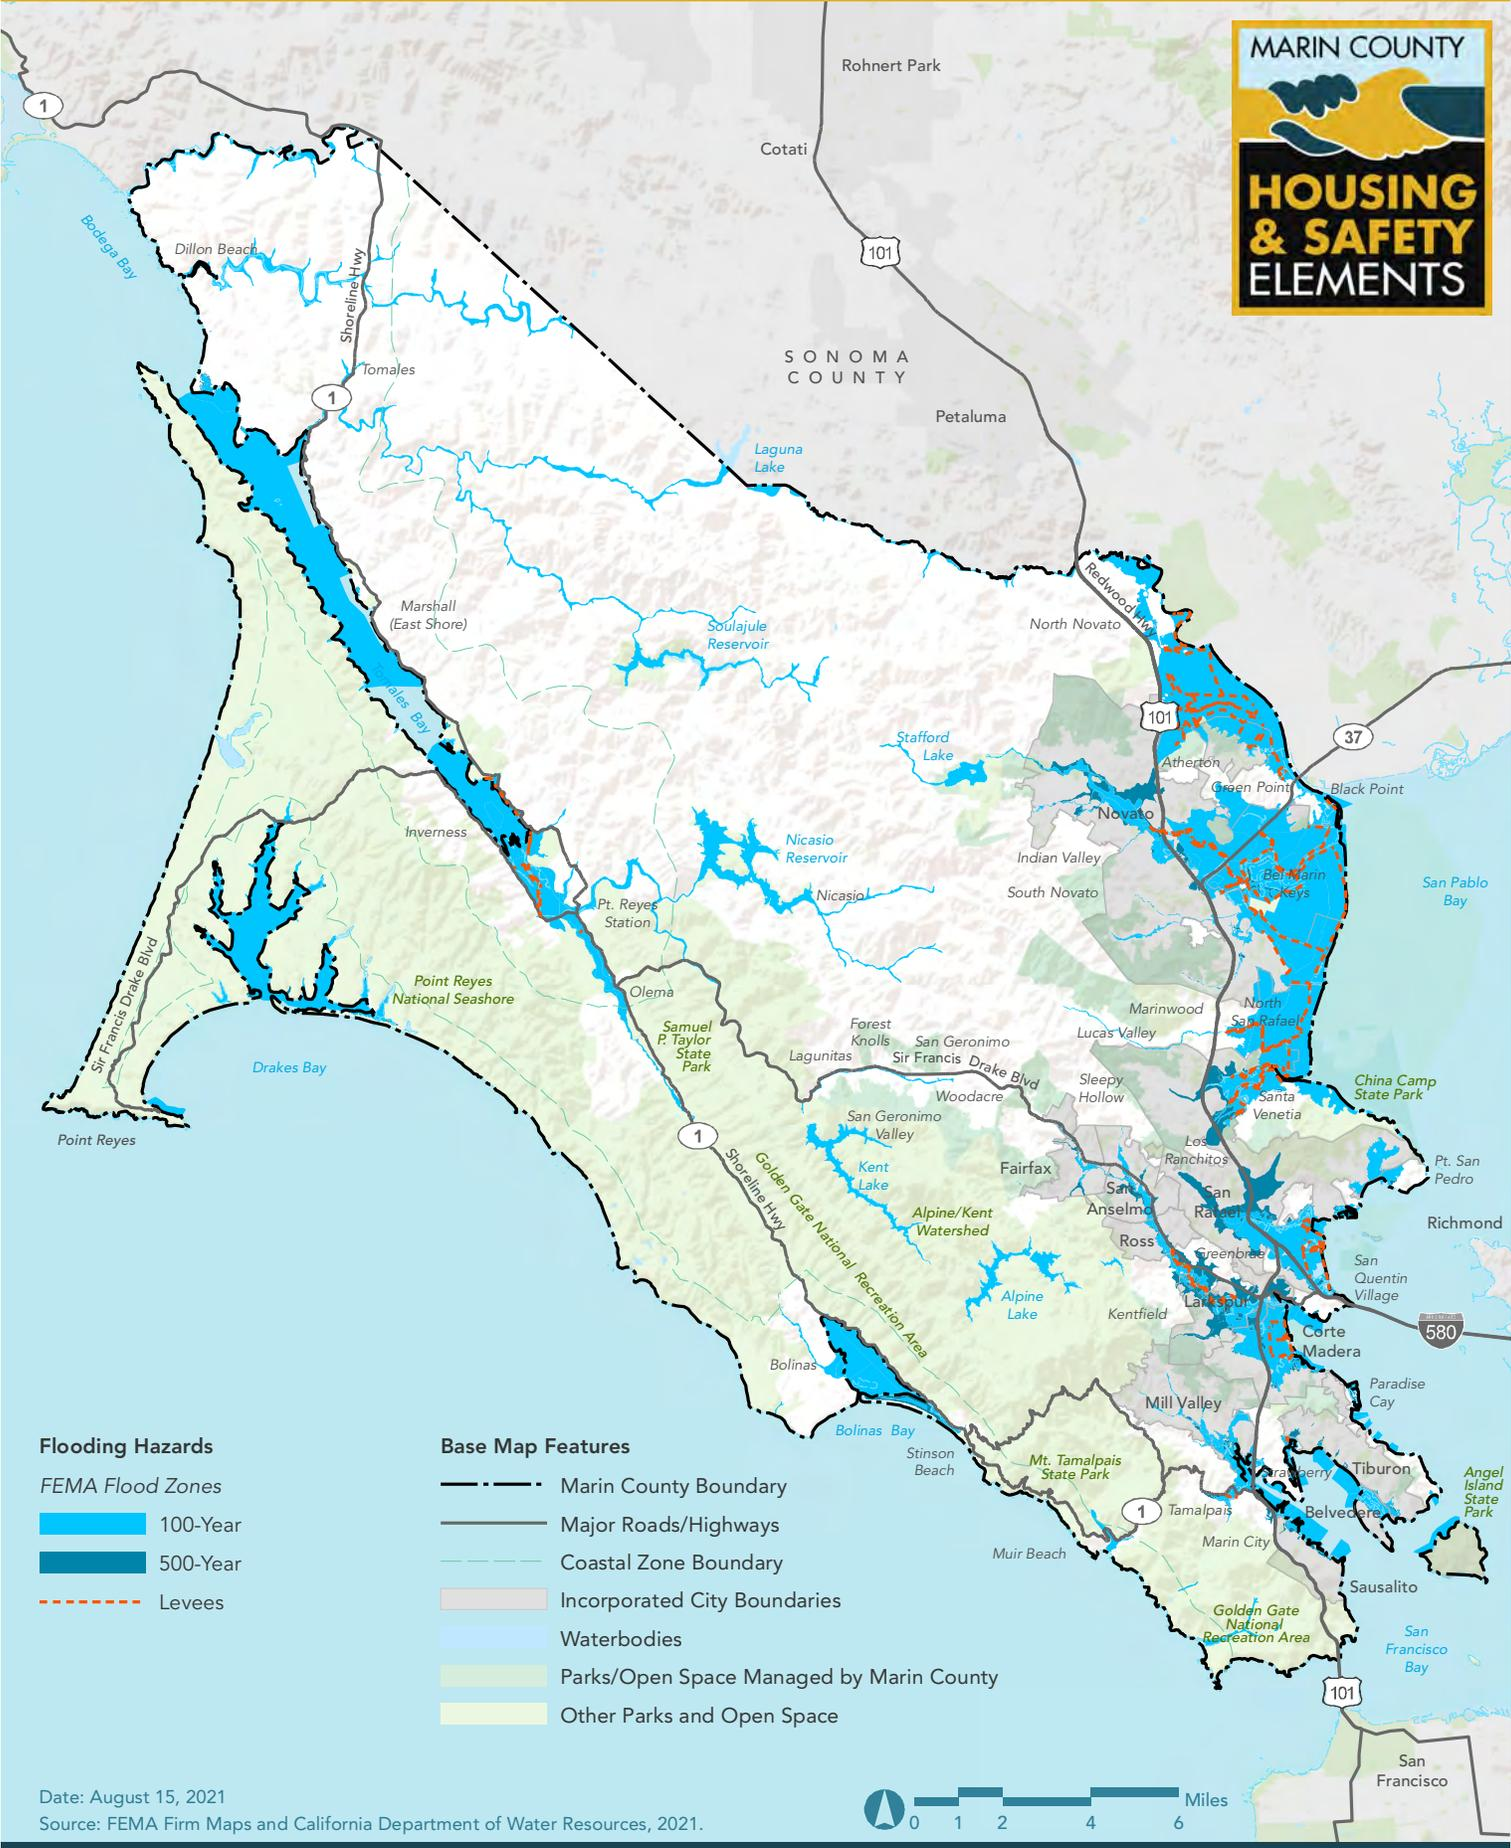 MARIN COUNTY
HOUSING
& SAFETY
ELEMENTS
Rohnert Park
1
Cotati
Bodega Bay
Dillon Beach
101
Shoreline Hwy
SONOMA
COUNTY
Tomales
1
Petaluma
Laguna
Lake
Redwood Hwy
Marshall
(East Shore)
North Novato
Soulajule
Reservoir
Tomales Bay
101
37
Stafford
Lake
Atherton
Green Point
Black Point
Novato
Inverness
Nicasio
Reservoir
Indian Valley
Bel Marin
Keys
South Novato
San Pablo
Bay
Nicasio
Pt. Reyes
Station
Sir Francis Drake Blvd
Point Reyes
National Seashore
Olema
Marinwood
North
San Rafael
Samuel
P. Taylor
State
Park
Forest
Knolls
Lucas Valley
San Geronimo
Lagunitas
Sir Francis Drake Blvd
Drakes Bay
Sleepy
Hollow
China Camp
State Park
Woodacre
Santa
Venetia
San Geronimo
Valley
Point Reyes
1
Shoreline Hwy
Golden Gate National Recreation Area
Los
Ranchitos
Fairfax
Kent
Lake
Pt. San
Pedro
San
Anselmo
San
Rafael
Alpine/Kent
Watershed
Richmond
Ross
Greenbrae
San
Quentin
Village
Alpine
Lake
Kentfield
Larkspur
580
Corte
Madera
Bolinas
Paradise
Cay
Mill Valley
Bolinas Bay
Stinson
Beach
Mt. Tamalpais
State Park
Strawberry
Tiburon
Angel
Island
State
Park
1
Tamalpais
Belvedere
Marin City
Muir Beach
Sausalito
Golden Gate
National
Recreation Area
San
Francisco
Bay
101
San
Francisco
Flooding Hazards
FEMA Flood Zones
100-Year
500-Year
Levees
Base Map Features
Marin County Boundary
Major Roads/Highways
Coastal Zone Boundary
Incorporated City Boundaries
Waterbodies
Parks/Open Space Managed by Marin County
Other Parks and Open Space
Date: August 15, 2021
Source: FEMA Firm Maps and California Department of Water Resources, 2021.
Miles
0 1 2 4 6